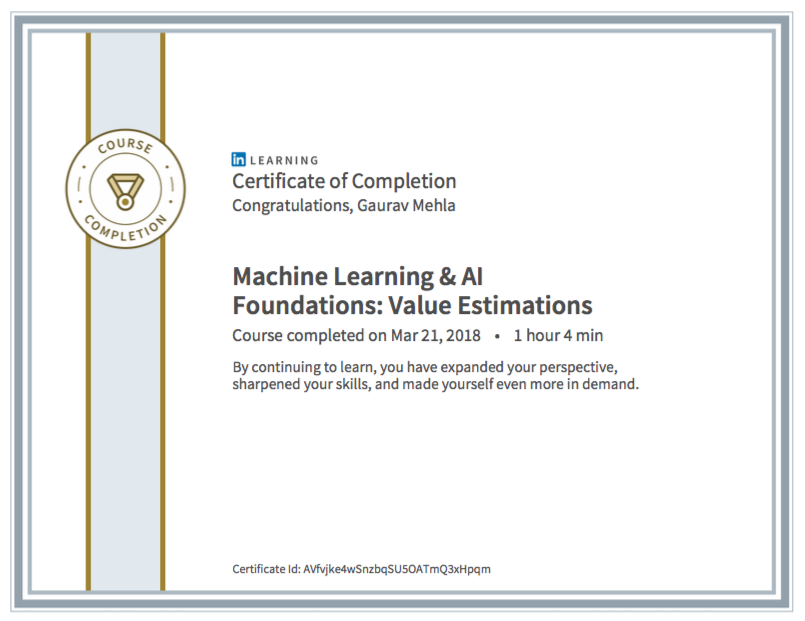 COURSE
COMPLETION
in LEARNING
Certificate of Completion
Congratulations, Gaurav Mehla
Machine Learning & AI
Foundations: Value Estimations
Course completed on Mar 21, 2018 • 1 hour 4 min
By continuing to learn, you have expanded your perspective,
sharpened your skills, and made yourself even more in demand.
Certificate Id: AVfvjke4wSnzbqSU5OATmQ3xHpqm